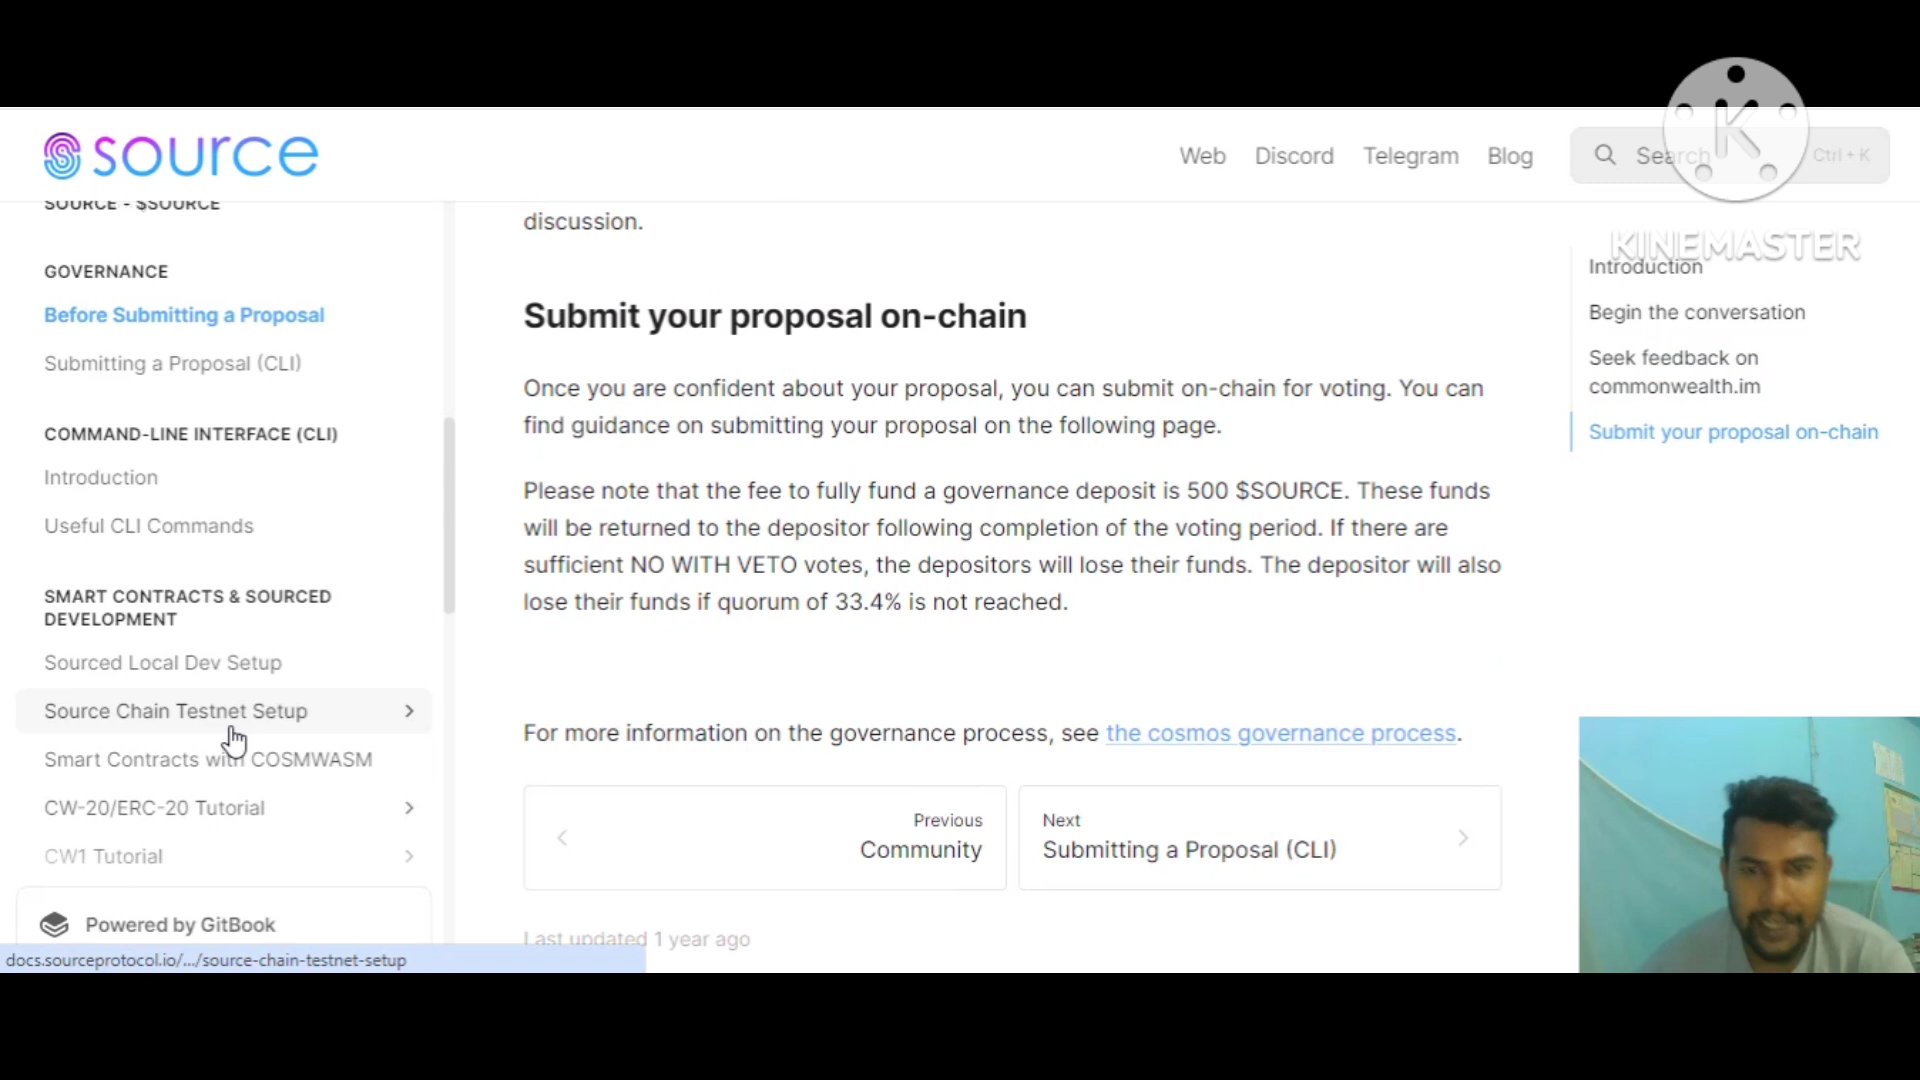 source
Web
Discord
Telegram
Blog
Search
Ctrl + K
KINEMASTER
SOURCE - $SOURCE
GOVERNANCE
Before Submitting a Proposal
Submitting a Proposal (CLI)
COMMAND-LINE INTERFACE (CLI)
Introduction
Useful CLI Commands
SMART CONTRACTS & SOURCED
DEVELOPMENT
Sourced Local Dev Setup
Source Chain Testnet Setup
Smart Contracts with COSMWASM
CW-20/ERC-20 Tutorial
CW1 Tutorial
Powered by GitBook
docs.sourceprotocol.io/.../source-chain-testnet-setup
discussion.
Submit your proposal on-chain
Once you are confident about your proposal, you can submit on-chain for voting. You can
find guidance on submitting your proposal on the following page.
Please note that the fee to fully fund a governance deposit is 500 $SOURCE. These funds
will be returned to the depositor following completion of the voting period. If there are
sufficient NO WITH VETO votes, the depositors will lose their funds. The depositor will also
lose their funds if quorum of 33.4% is not reached.
For more information on the governance process, see the cosmos governance process.
Previous
Community
Next
Submitting a Proposal (CLI)
Last updated 1 year ago
Introduction
Begin the conversation
Seek feedback on
commonwealth.im
Submit your proposal on-chain